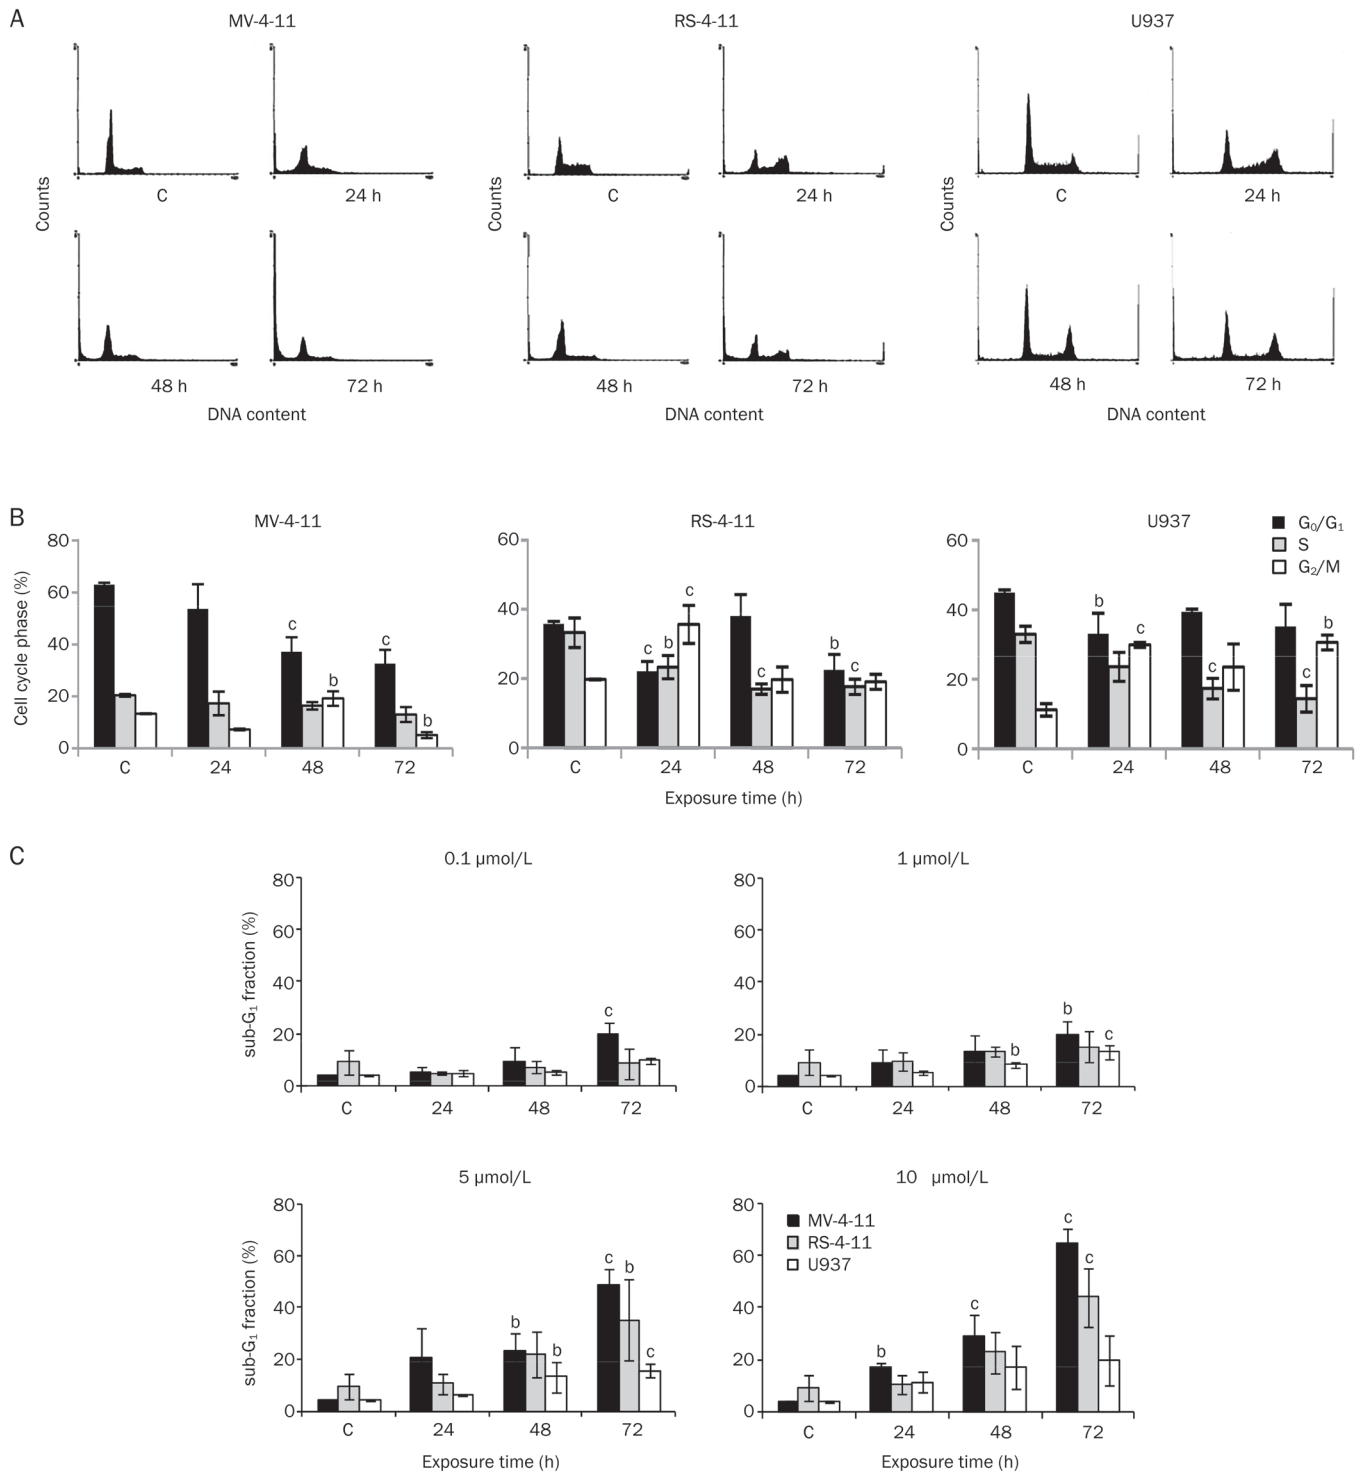 A
MV-4-11 RS-4-11 U937
Counts Counts Counts
C 24 h C 24 h C 24 h
48 h 72 h 48 h 72 h 48 h 72 h
DNA content DNA content DNA content
B
MV-4-11 RS-4-11 U937
G₀/G₁
S
G₂/M
Cell cycle phase (%)
80
60
40
20
0
c c b b
C 24 48 72
60
40
20
0
c b c c b c
C 24 48 72
60
40
20
0
b c c c b
C 24 48 72
Exposure time (h)
C
0.1 µmol/L 1 µmol/L
sub-G₁ fraction (%)
80
60
40
20
0
c
C 24 48 72
80
60
40
20
0
b b c
C 24 48 72
5 µmol/L 10 µmol/L
MV-4-11
RS-4-11
U937
sub-G₁ fraction (%)
80
60
40
20
0
b b c b c
C 24 48 72
80
60
40
20
0
b c c c
C 24 48 72
Exposure time (h) Exposure time (h)